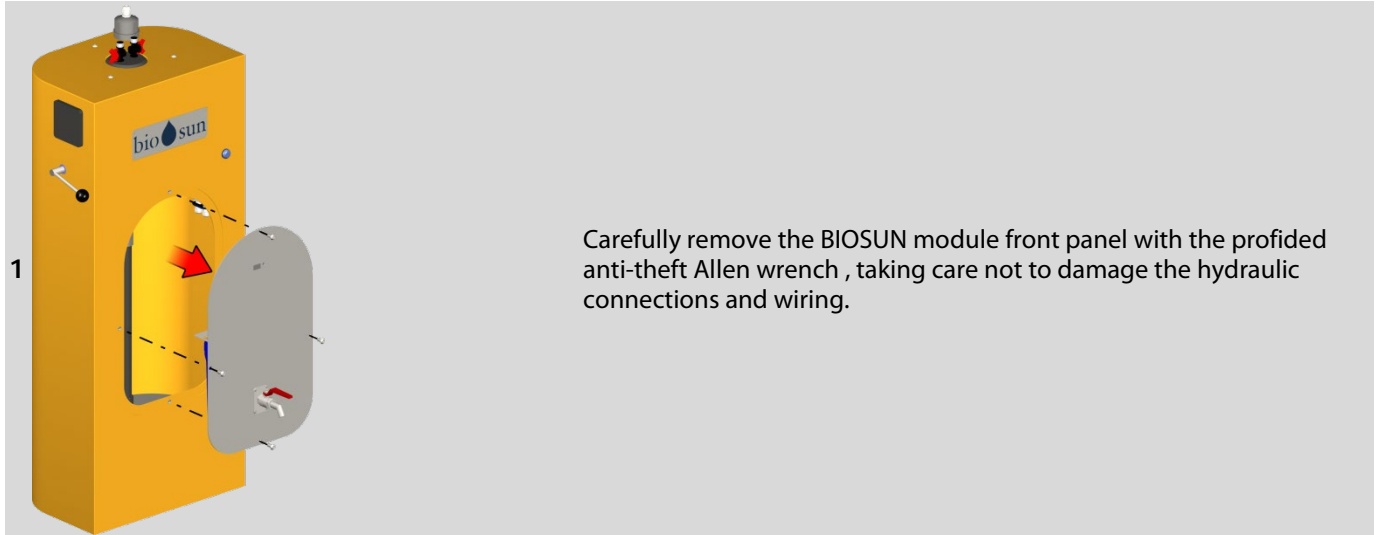 bio sun
1
Carefully remove the BIOSUN module front panel with the profided
anti-theft Allen wrench , taking care not to damage the hydraulic
connections and wiring.